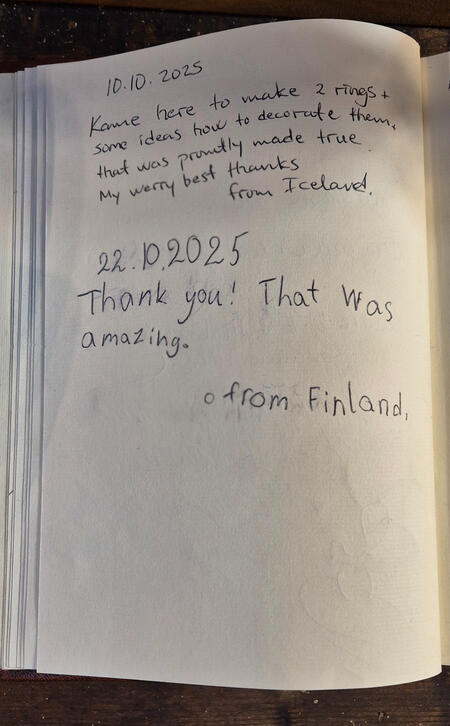 10.10.2025
Kame here to make 2 rings +
some ideas how to decorate them,
that was promtly made true.
My werry best thanks
from Iceland.
22.10.2025
Thank you! That was
amazing.
from Finland.